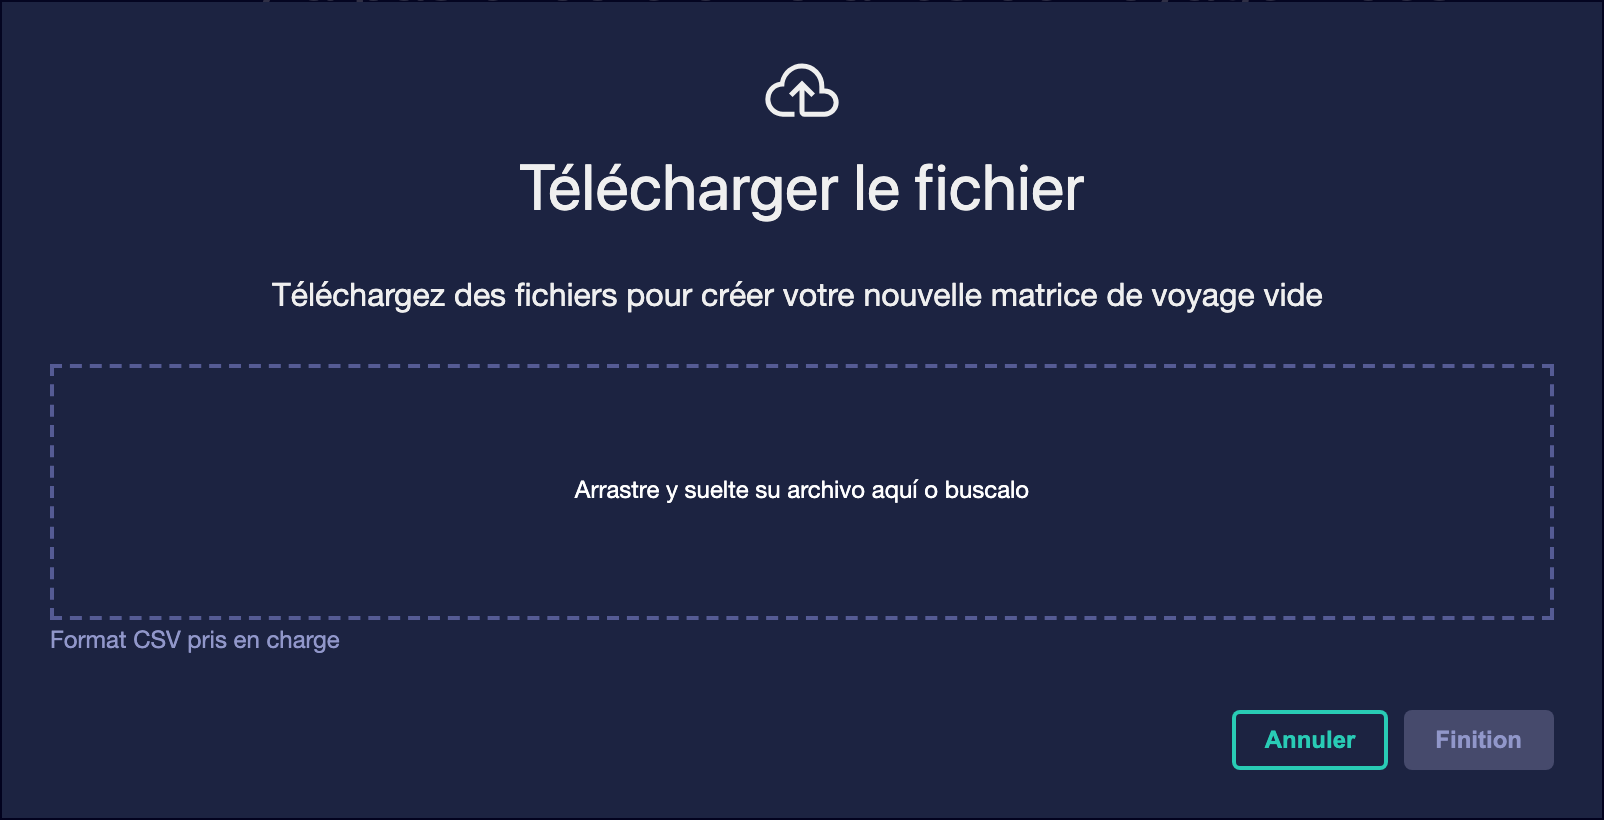 Télécharger le fichier
Téléchargez des fichiers pour créer votre nouvelle matrice de voyage vide
Arrastre y suelte su archivo aquí o buscalo
Format CSV pris en charge
Annuler
Finition